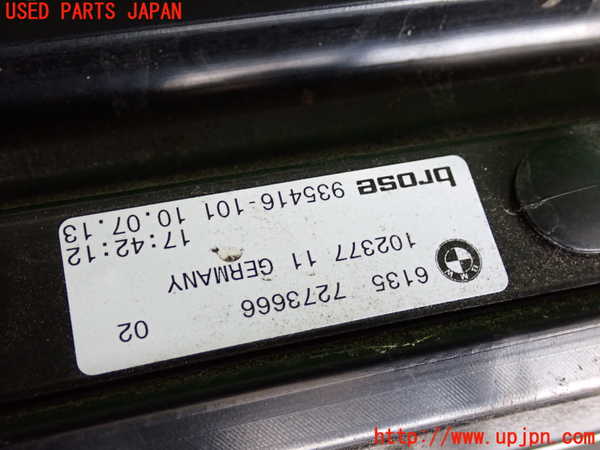 USED PARTS JAPAN
6135 7273666 02
102377 11 GERMANY
17:42:12
brose 935416-101 10.07.13
BMW
http://www.upjpn.com/